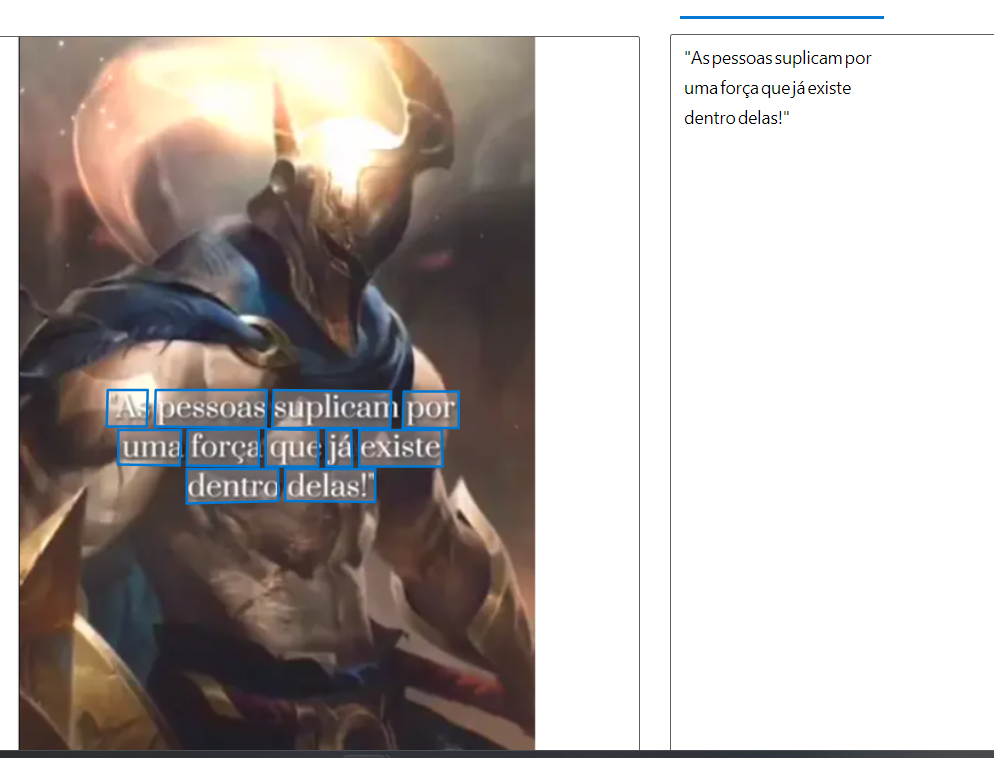 "As pessoas suplicam por
uma força que já existe
dentro delas!"
"As pessoas suplicam por
uma força que já existe
dentro delas!"